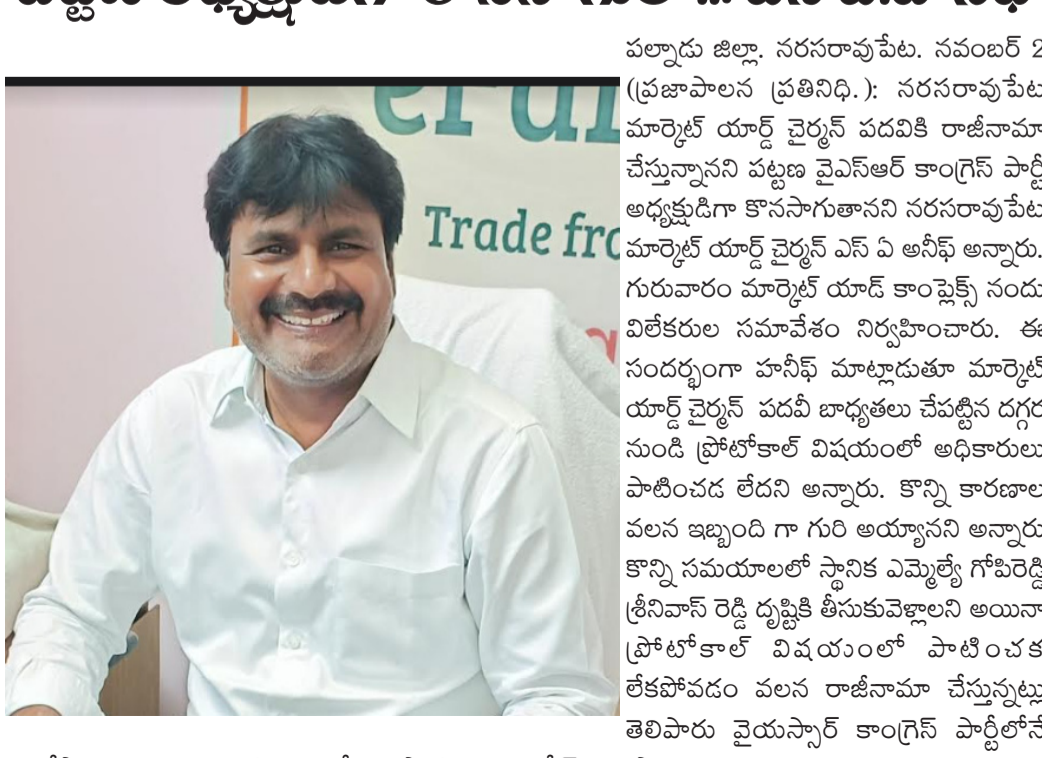 eral
Trade fro
పల్నాడు జిల్లా. నరసరావుపేట. నవంబర్ 2
(ప్రజాపాలన ప్రతినిధి.): నరసరావుపేట
మార్కెట్ యార్డ్ చైర్మన్ పదవికి రాజీనామా
చేస్తున్నానని పట్టణ వైఎస్ఆర్ కాంగ్రెస్ పార్టీ
అధ్యక్షుడిగా కొనసాగుతానని నరసరావుపేట
మార్కెట్ యార్డ్ చైర్మన్ ఎస్ ఏ అనీఫ్ అన్నారు.
గురువారం మార్కెట్ యాడ్ కాంప్లెక్స్ నందు
విలేకరుల సమావేశం నిర్వహించారు. ఈ
సందర్భంగా హనీఫ్ మాట్లాడుతూ మార్కెట్
యార్డ్ చైర్మన్ పదవీ బాధ్యతలు చేపట్టిన దగ్గర
నుండి ప్రోటోకాల్ విషయంలో అధికారులు
పాటించడ లేదని అన్నారు. కొన్ని కారణాల
వలన ఇబ్బంది గా గురి అయ్యానని అన్నారు
కొన్ని సమయాలలో స్థానిక ఎమ్మెల్యే గోపిరెడ్డి
శ్రీనివాస్ రెడ్డి దృష్టికి తీసుకువెళ్లాలని అయినా
ప్రోటోకాల్ విషయంలో పాటించక
లేకపోవడం వలన రాజీనామా చేస్తున్నట్లు
తెలిపారు వైయస్సార్ కాంగ్రెస్ పార్టీలోనే